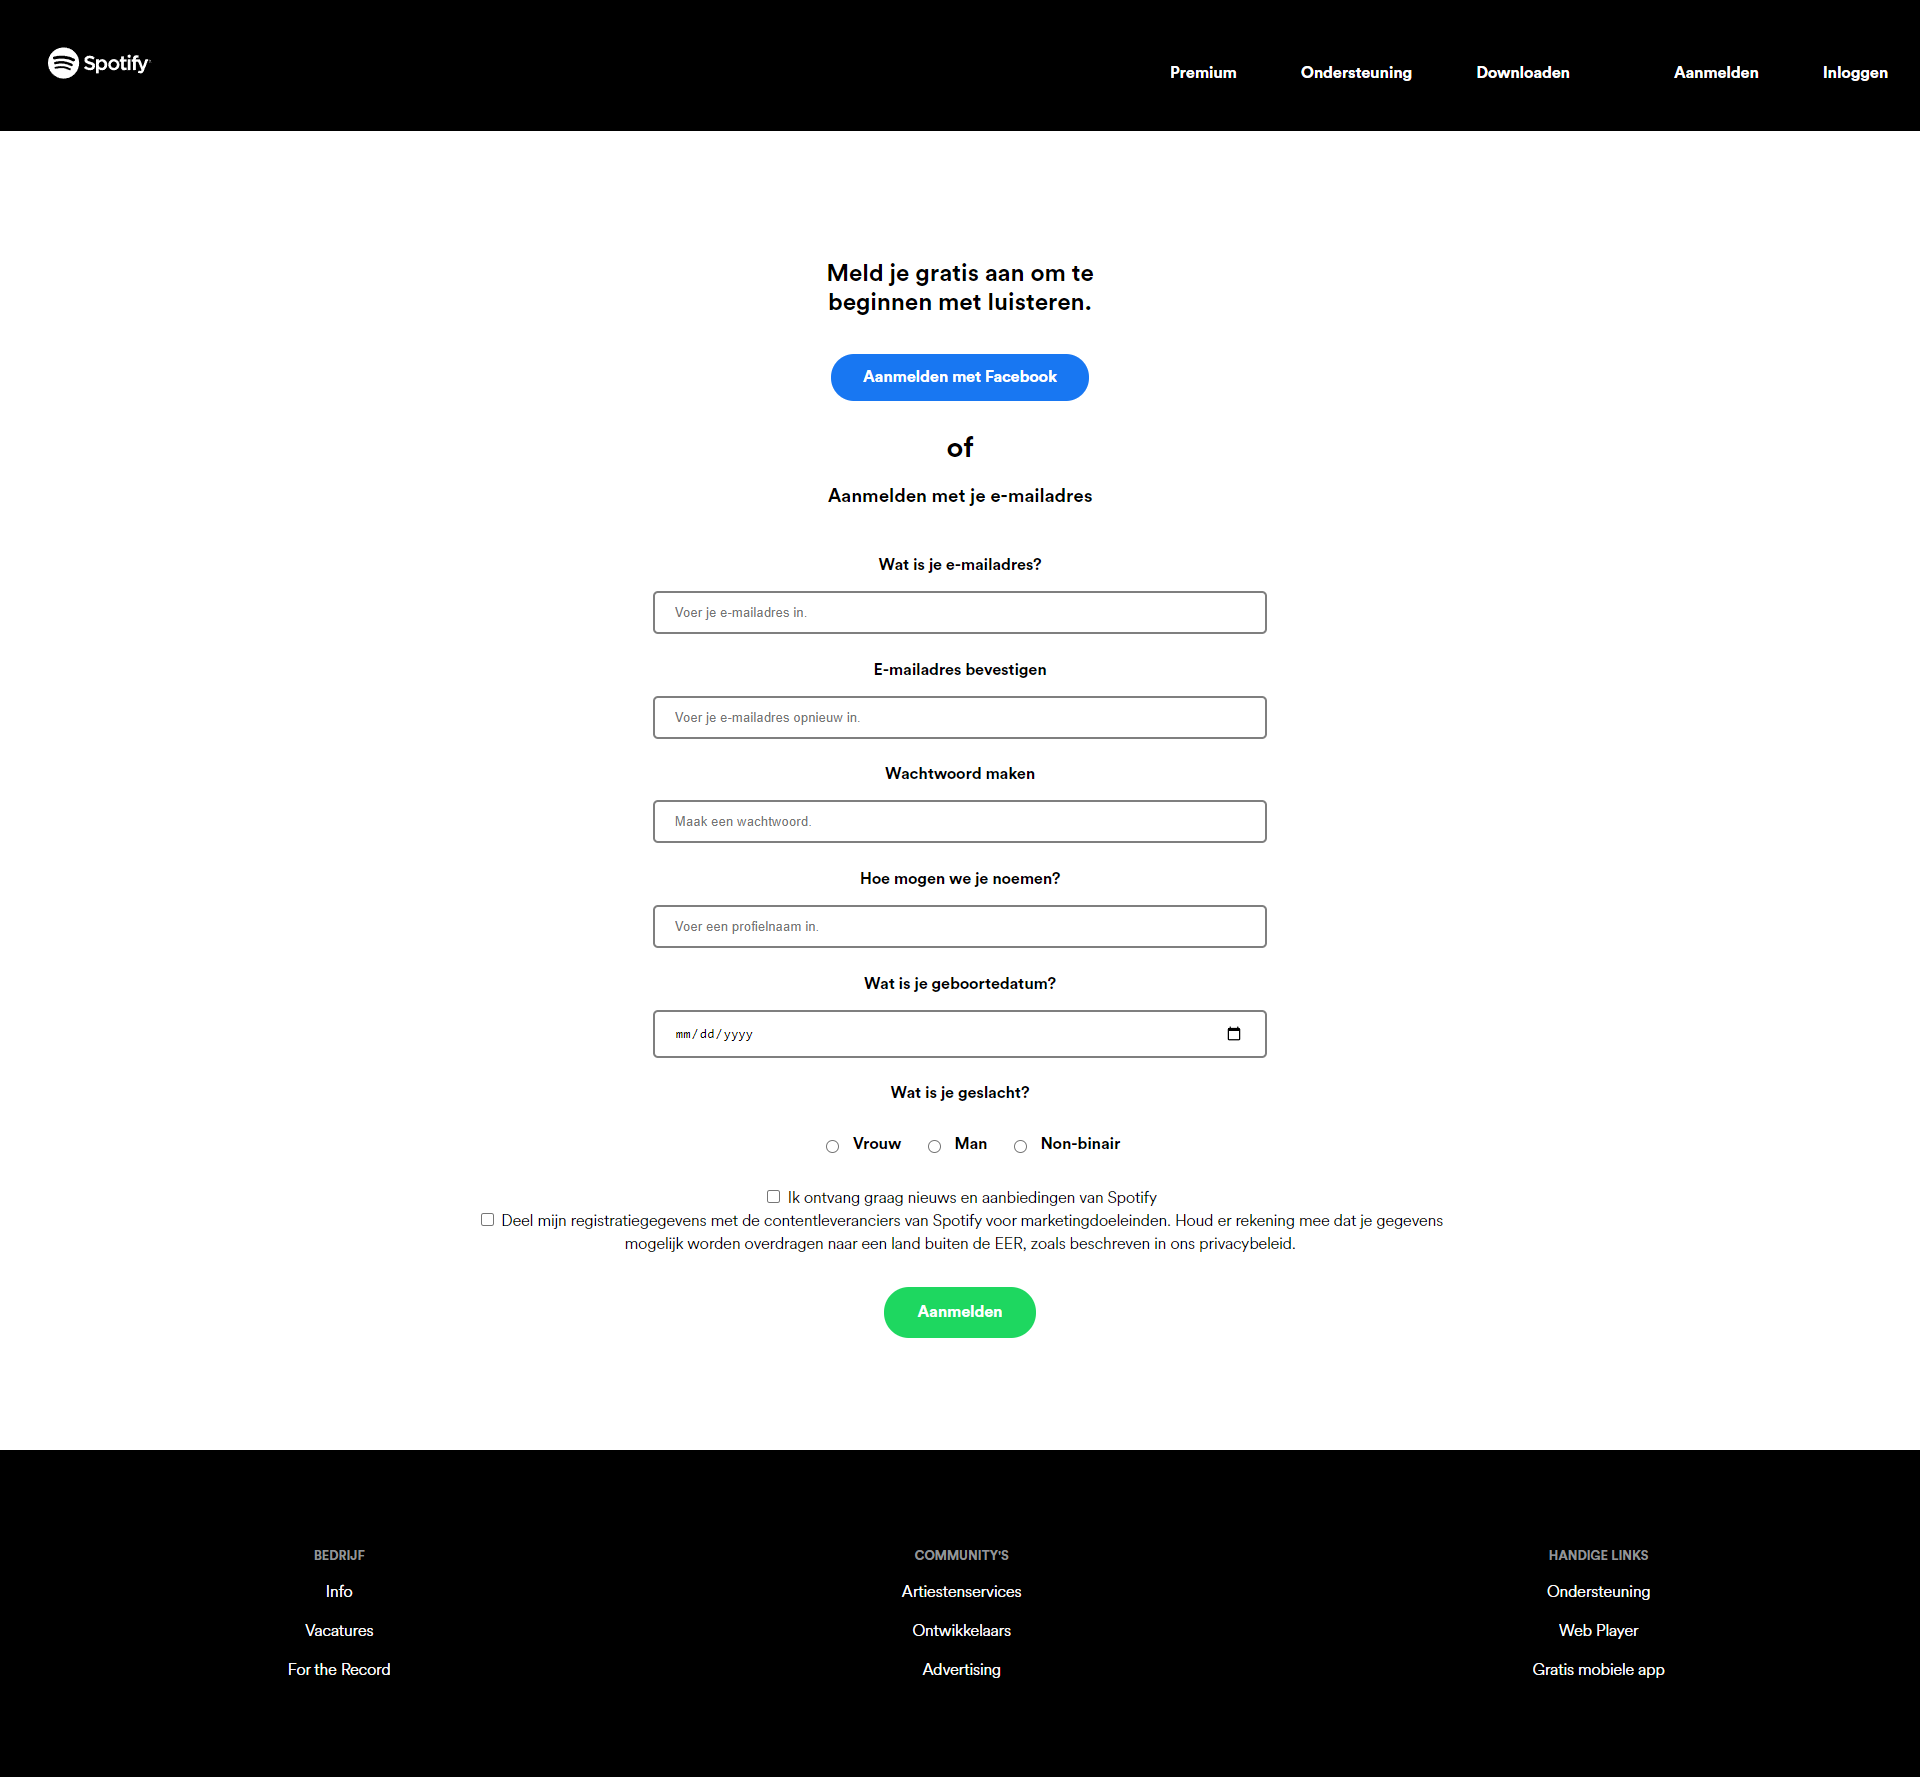 Spotify
Premium
Ondersteuning
Downloaden
Aanmelden
Inloggen
Meld je gratis aan om te
beginnen met luisteren.
Aanmelden met Facebook
of
Aanmelden met je e-mailadres
Wat is je e-mailadres?
Voer je e-mailadres in.
E-mailadres bevestigen
Voer je e-mailadres opnieuw in.
Wachtwoord maken
Maak een wachtwoord.
Hoe mogen we je noemen?
Voer een profielnaam in.
Wat is je geboortedatum?
mm/dd/yyyy
Wat is je geslacht?
Vrouw
Man
Non-binair
Ik ontvang graag nieuws en aanbiedingen van Spotify
Deel mijn registratiegegevens met de contentleveranciers van Spotify voor marketingdoeleinden. Houd er rekening mee dat je gegevens
mogelijk worden overdragen naar een land buiten de EER, zoals beschreven in ons privacybeleid.
Aanmelden
BEDRIJF
Info
Vacatures
For the Record
COMMUNITY'S
Artiestenservices
Ontwikkelaars
Advertising
HANDIGE LINKS
Ondersteuning
Web Player
Gratis mobiele app